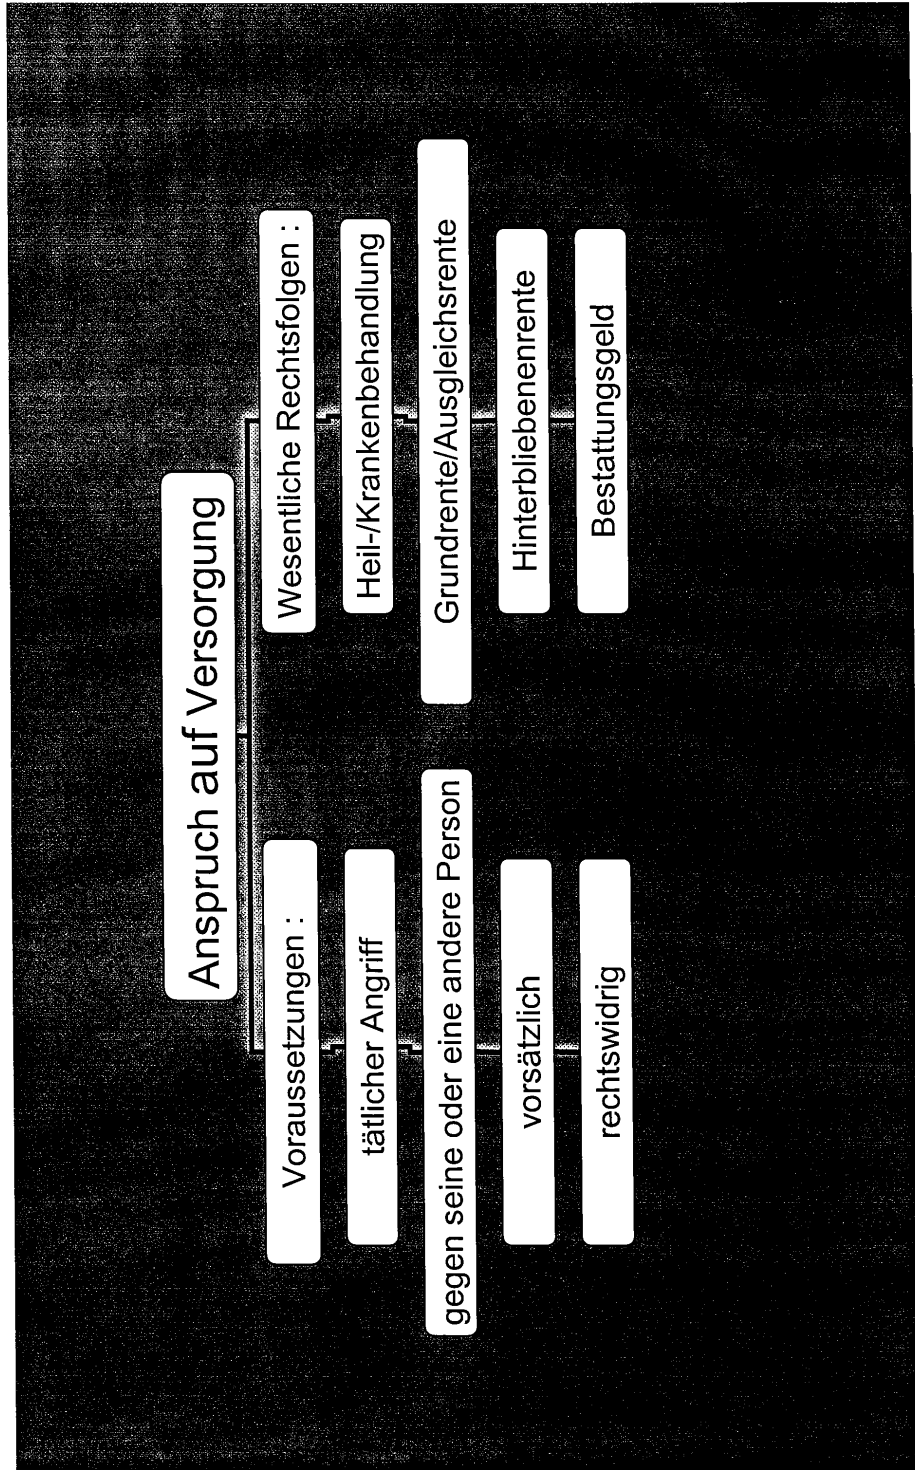 Anspruch auf Versorgung
Voraussetzungen :
tätlicher Angriff
gegen seine oder eine andere Person
vorsätzlich
rechtswidrig
Wesentliche Rechtsfolgen :
Heil-/Krankenbehandlung
Grundrente/Ausgleichsrente
Hinterbliebenenrente
Bestattungsgeld